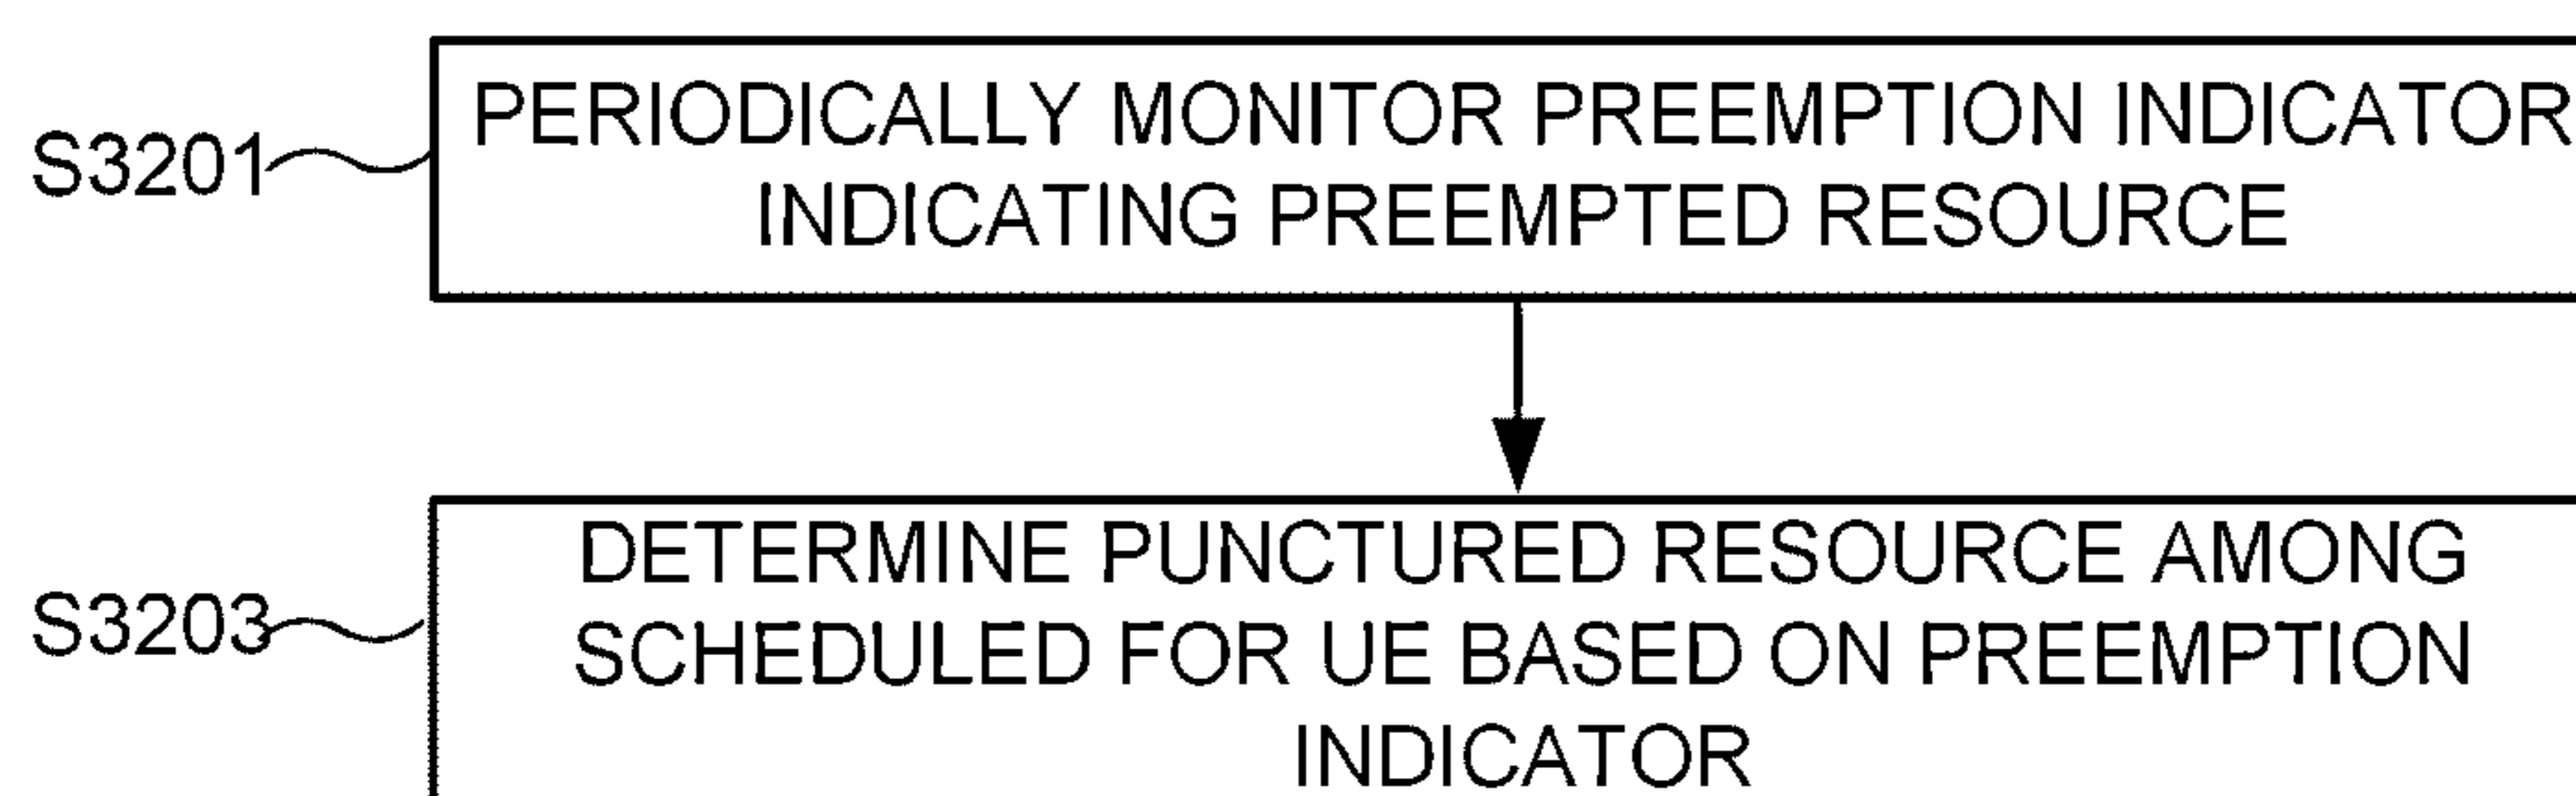 S3201
PERIODICALLY MONITOR PREEMPTION INDICATOR
INDICATING PREEMPTED RESOURCE
S3203
DETERMINE PUNCTURED RESOURCE AMONG
SCHEDULED FOR UE BASED ON PREEMPTION
INDICATOR